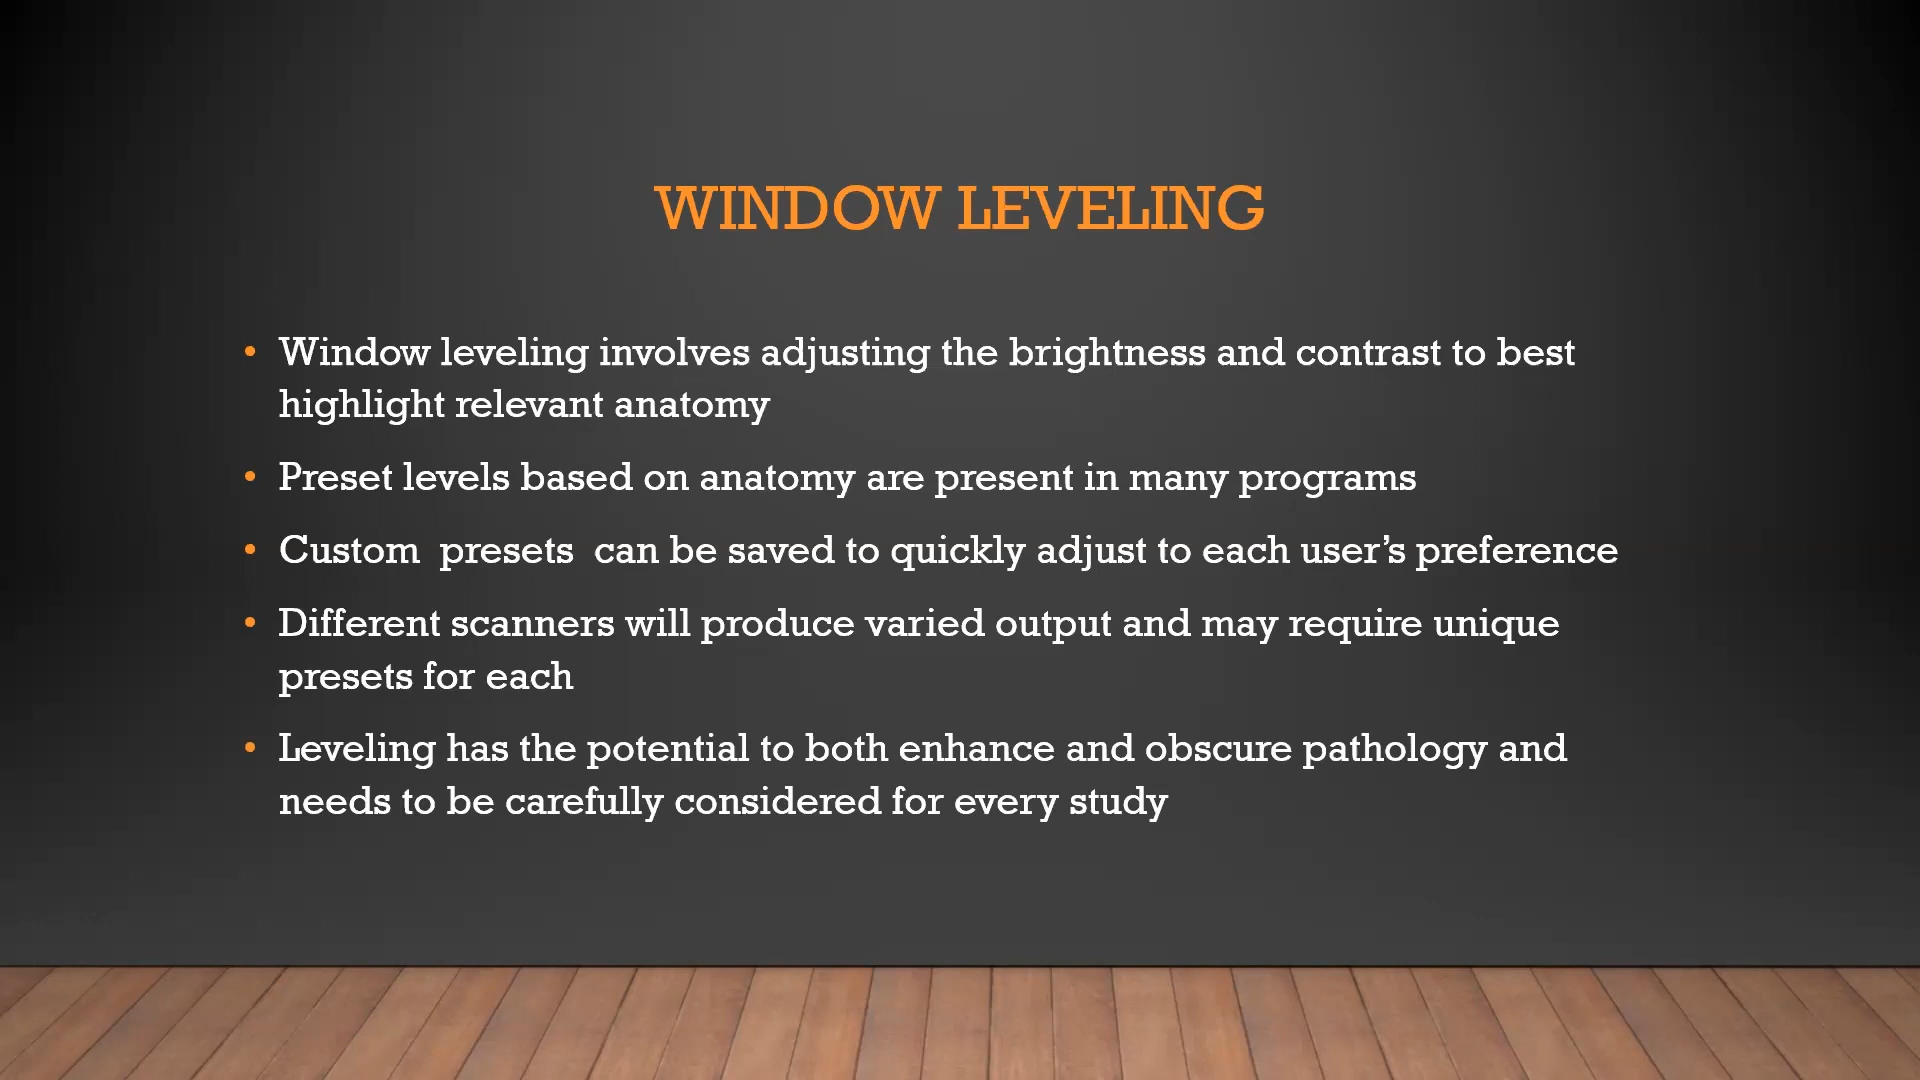 WINDOW LEVELING
• Window leveling involves adjusting the brightness and contrast to best
highlight relevant anatomy
• Preset levels based on anatomy are present in many programs
• Custom  presets  can be saved to quickly adjust to each user’s preference
• Different scanners will produce varied output and may require unique
presets for each
• Leveling has the potential to both enhance and obscure pathology and
needs to be carefully considered for every study